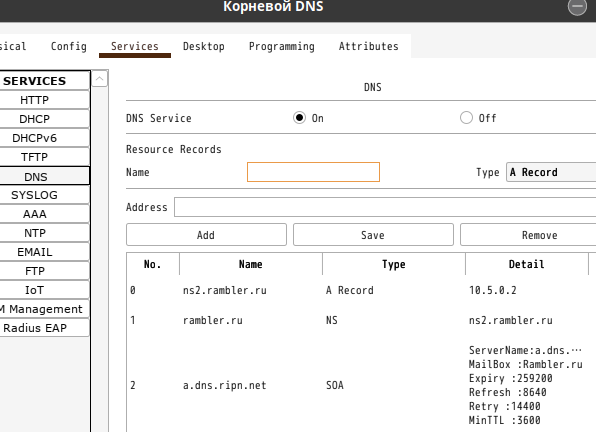 Корневой DNS
sical Config Services Desktop Programming Attributes
SERVICES
HTTP
DHCP
DHCPv6
TFTP
DNS
SYSLOG
AAA
NTP
EMAIL
FTP
IoT
M Management
Radius EAP
DNS
DNS Service On Off
Resource Records
Name Type A Record
Address
Add Save Remove
No. Name Type Detail
0 ns2.rambler.ru A Record 10.5.0.2
1 rambler.ru NS ns2.rambler.ru
2 a.dns.ripn.net SOA
ServerName:a.dns.…
MailBox :Rambler.ru
Expiry :259200
Refresh :8640
Retry :14400
MinTTL :3600